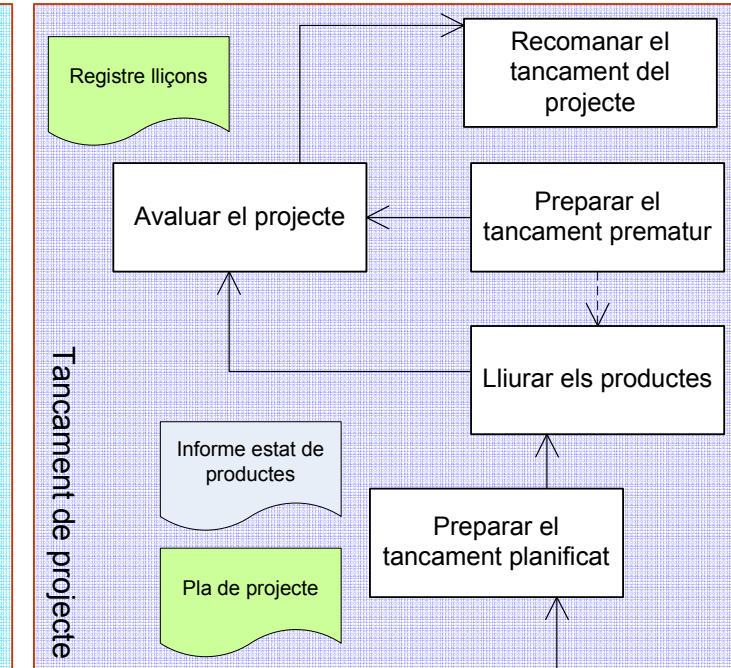 Recomanar el
tancament del
projecte
Registre lliçons
Avaluar el projecte
Preparar el
tancament prematur
Lliurar els productes
Tancament de projecte
Informe estat de
productes
Preparar el
tancament planificat
Pla de projecte